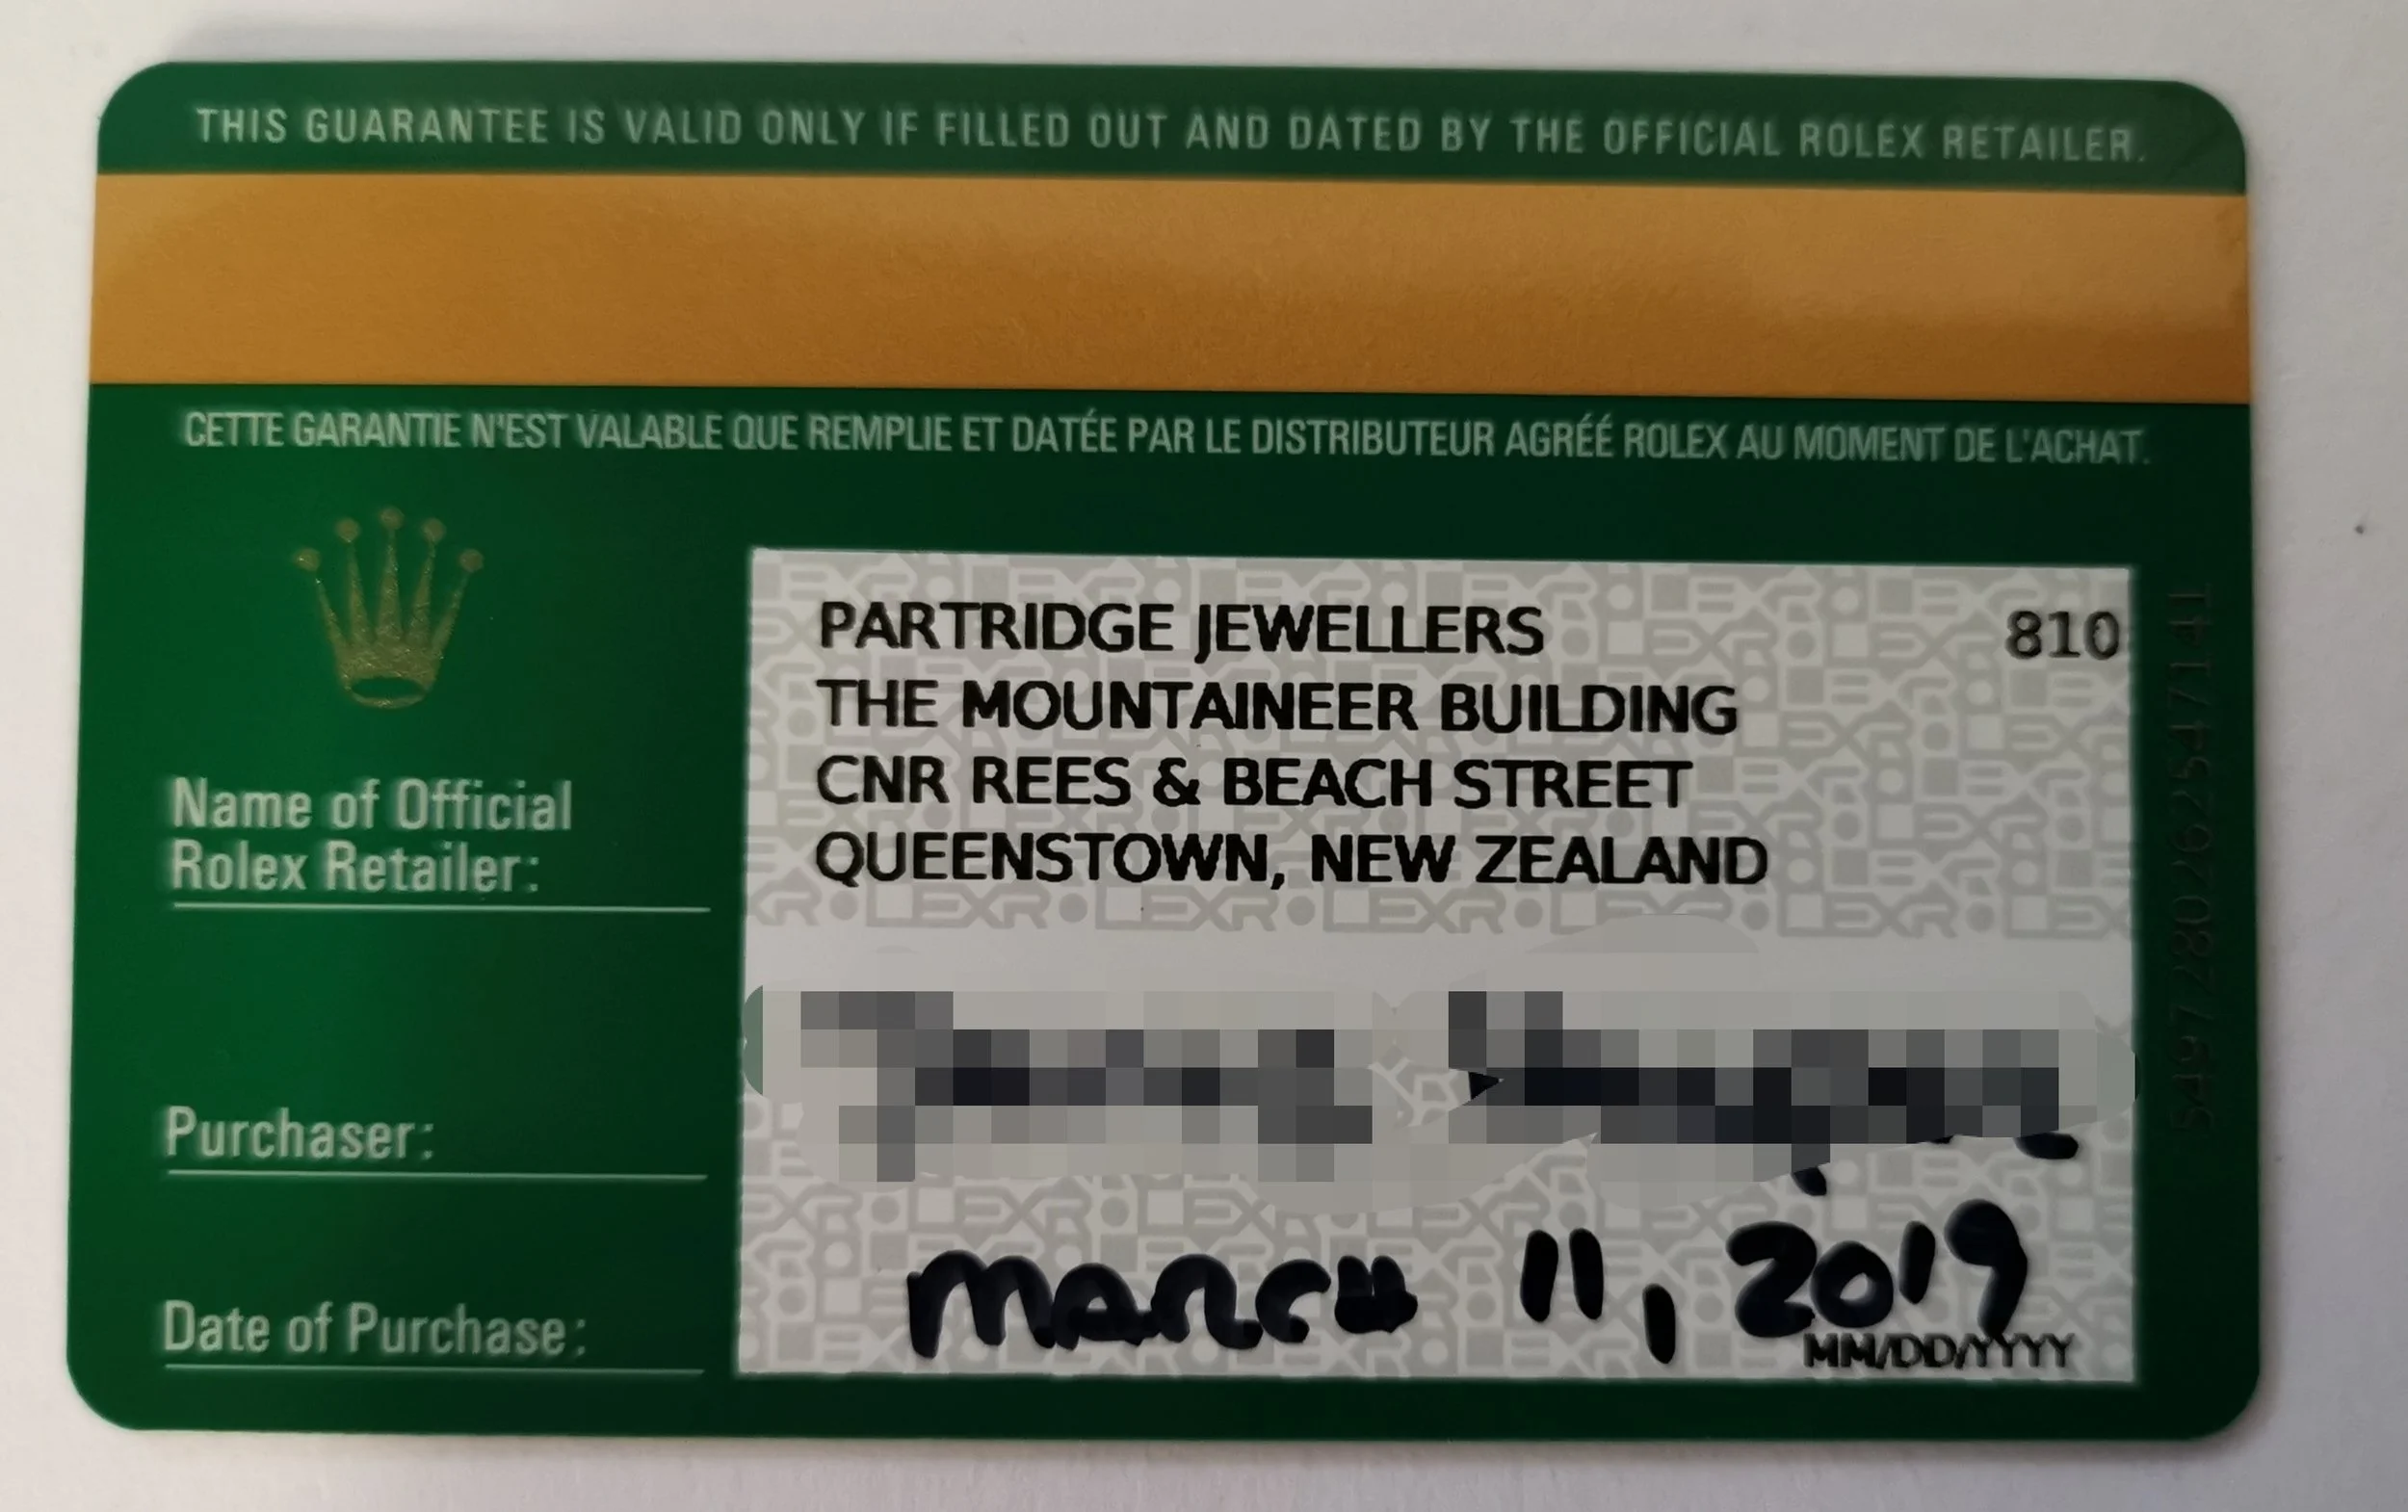 THIS GUARANTEE IS VALID ONLY IF FILLED OUT AND DATED BY THE OFFICIAL ROLEX RETAILER.
CETTE GARANTIE N'EST VALABLE QUE REMPLIE ET DATÉE PAR LE DISTRIBUTEUR AGRÉÉ ROLEX AU MOMENT DE L'ACHAT.
Name of Official
Rolex Retailer:
PARTRIDGE JEWELLERS 810
THE MOUNTAINEER BUILDING
CNR REES & BEACH STREET
QUEENSTOWN, NEW ZEALAND
Purchaser:
Date of Purchase:
MARCH 11, 2019
MM/DD/YYYY